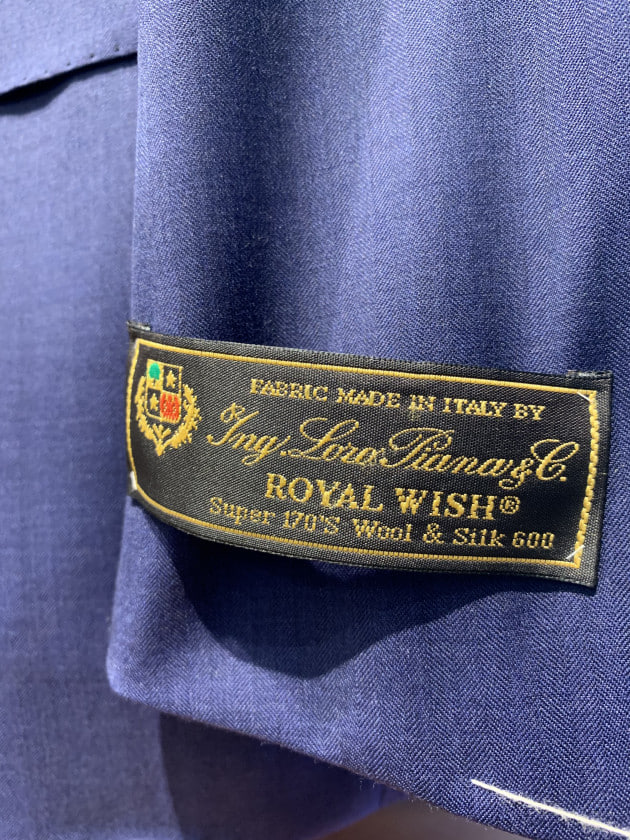 FABRIC MADE IN ITALY BY
Ing. Loro Piana & C.
ROYAL WISH®
Super 170'S Wool & Silk 600